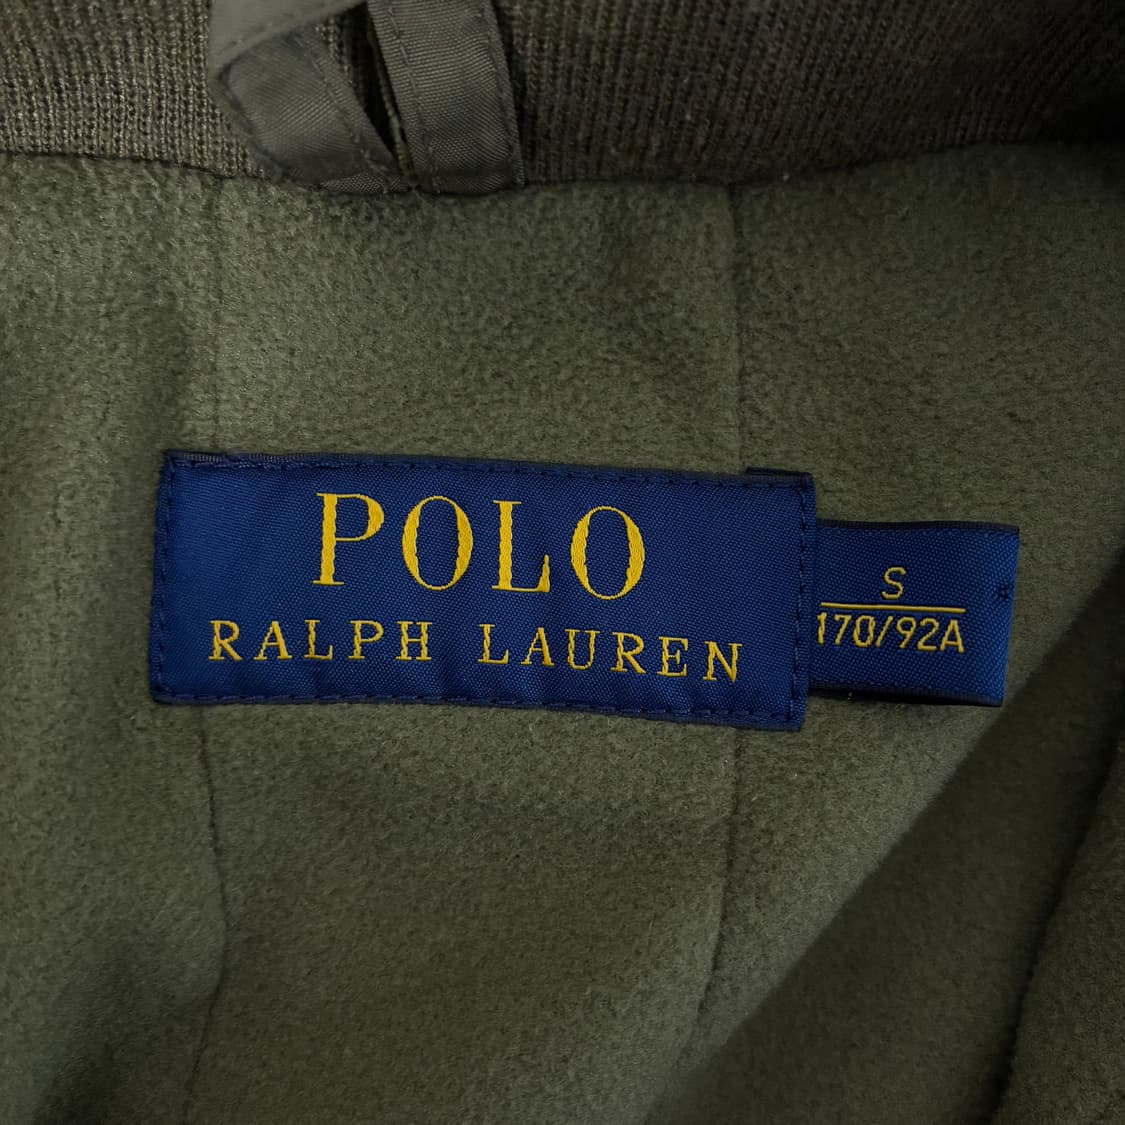 POLO
RALPH LAUREN
S
170/92A